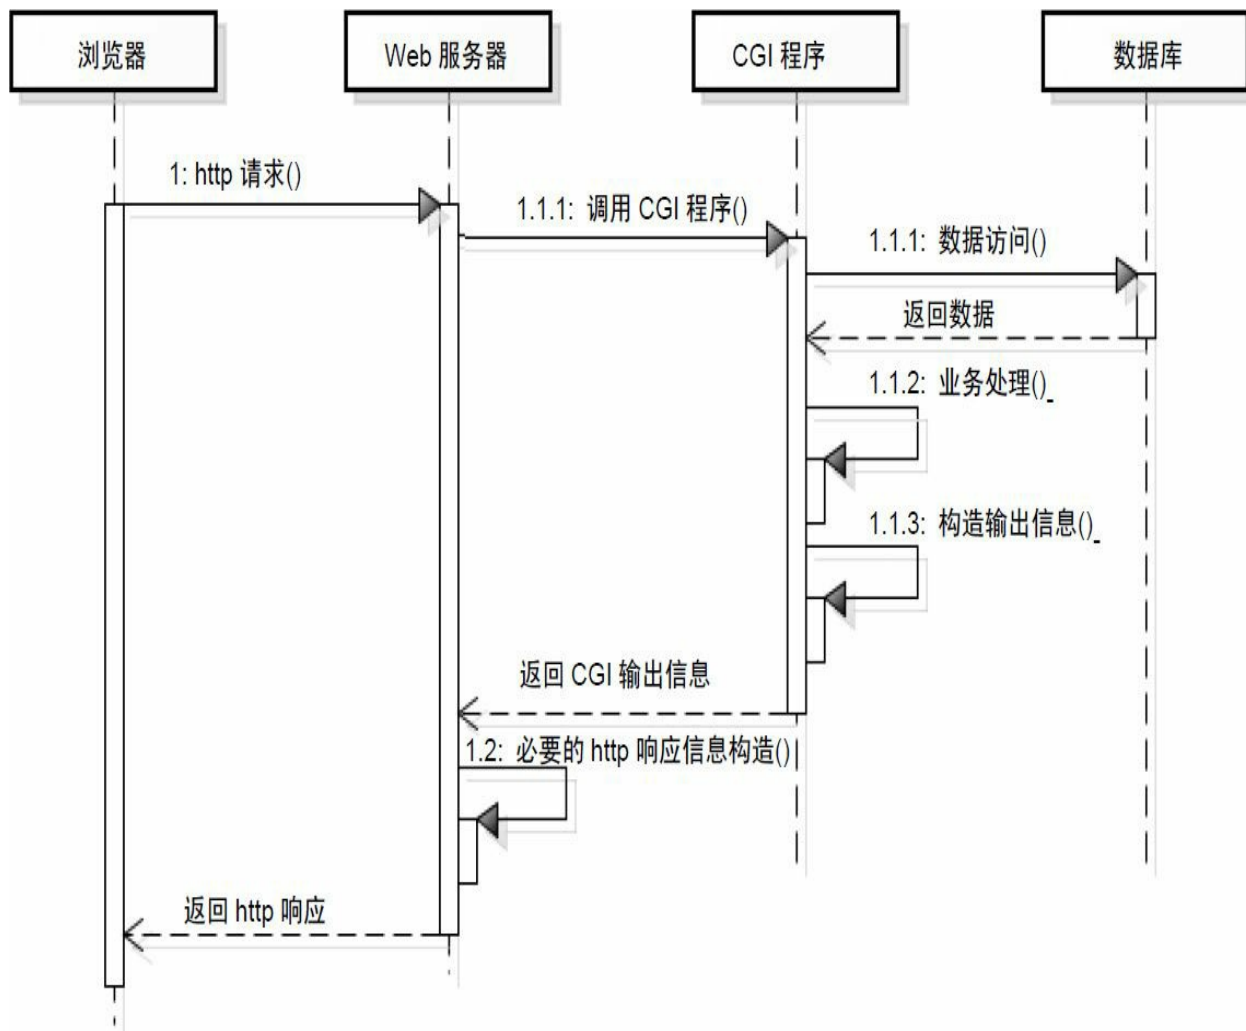 浏览器
Web 服务器
CGI 程序
数据库
1: http 请求()
1.1.1: 调用 CGI 程序()
1.1.1: 数据访问()
返回数据
1.1.2: 业务处理()
1.1.3: 构造输出信息()
返回 CGI 输出信息
1.2: 必要的 http 响应信息构造()
返回 http 响应